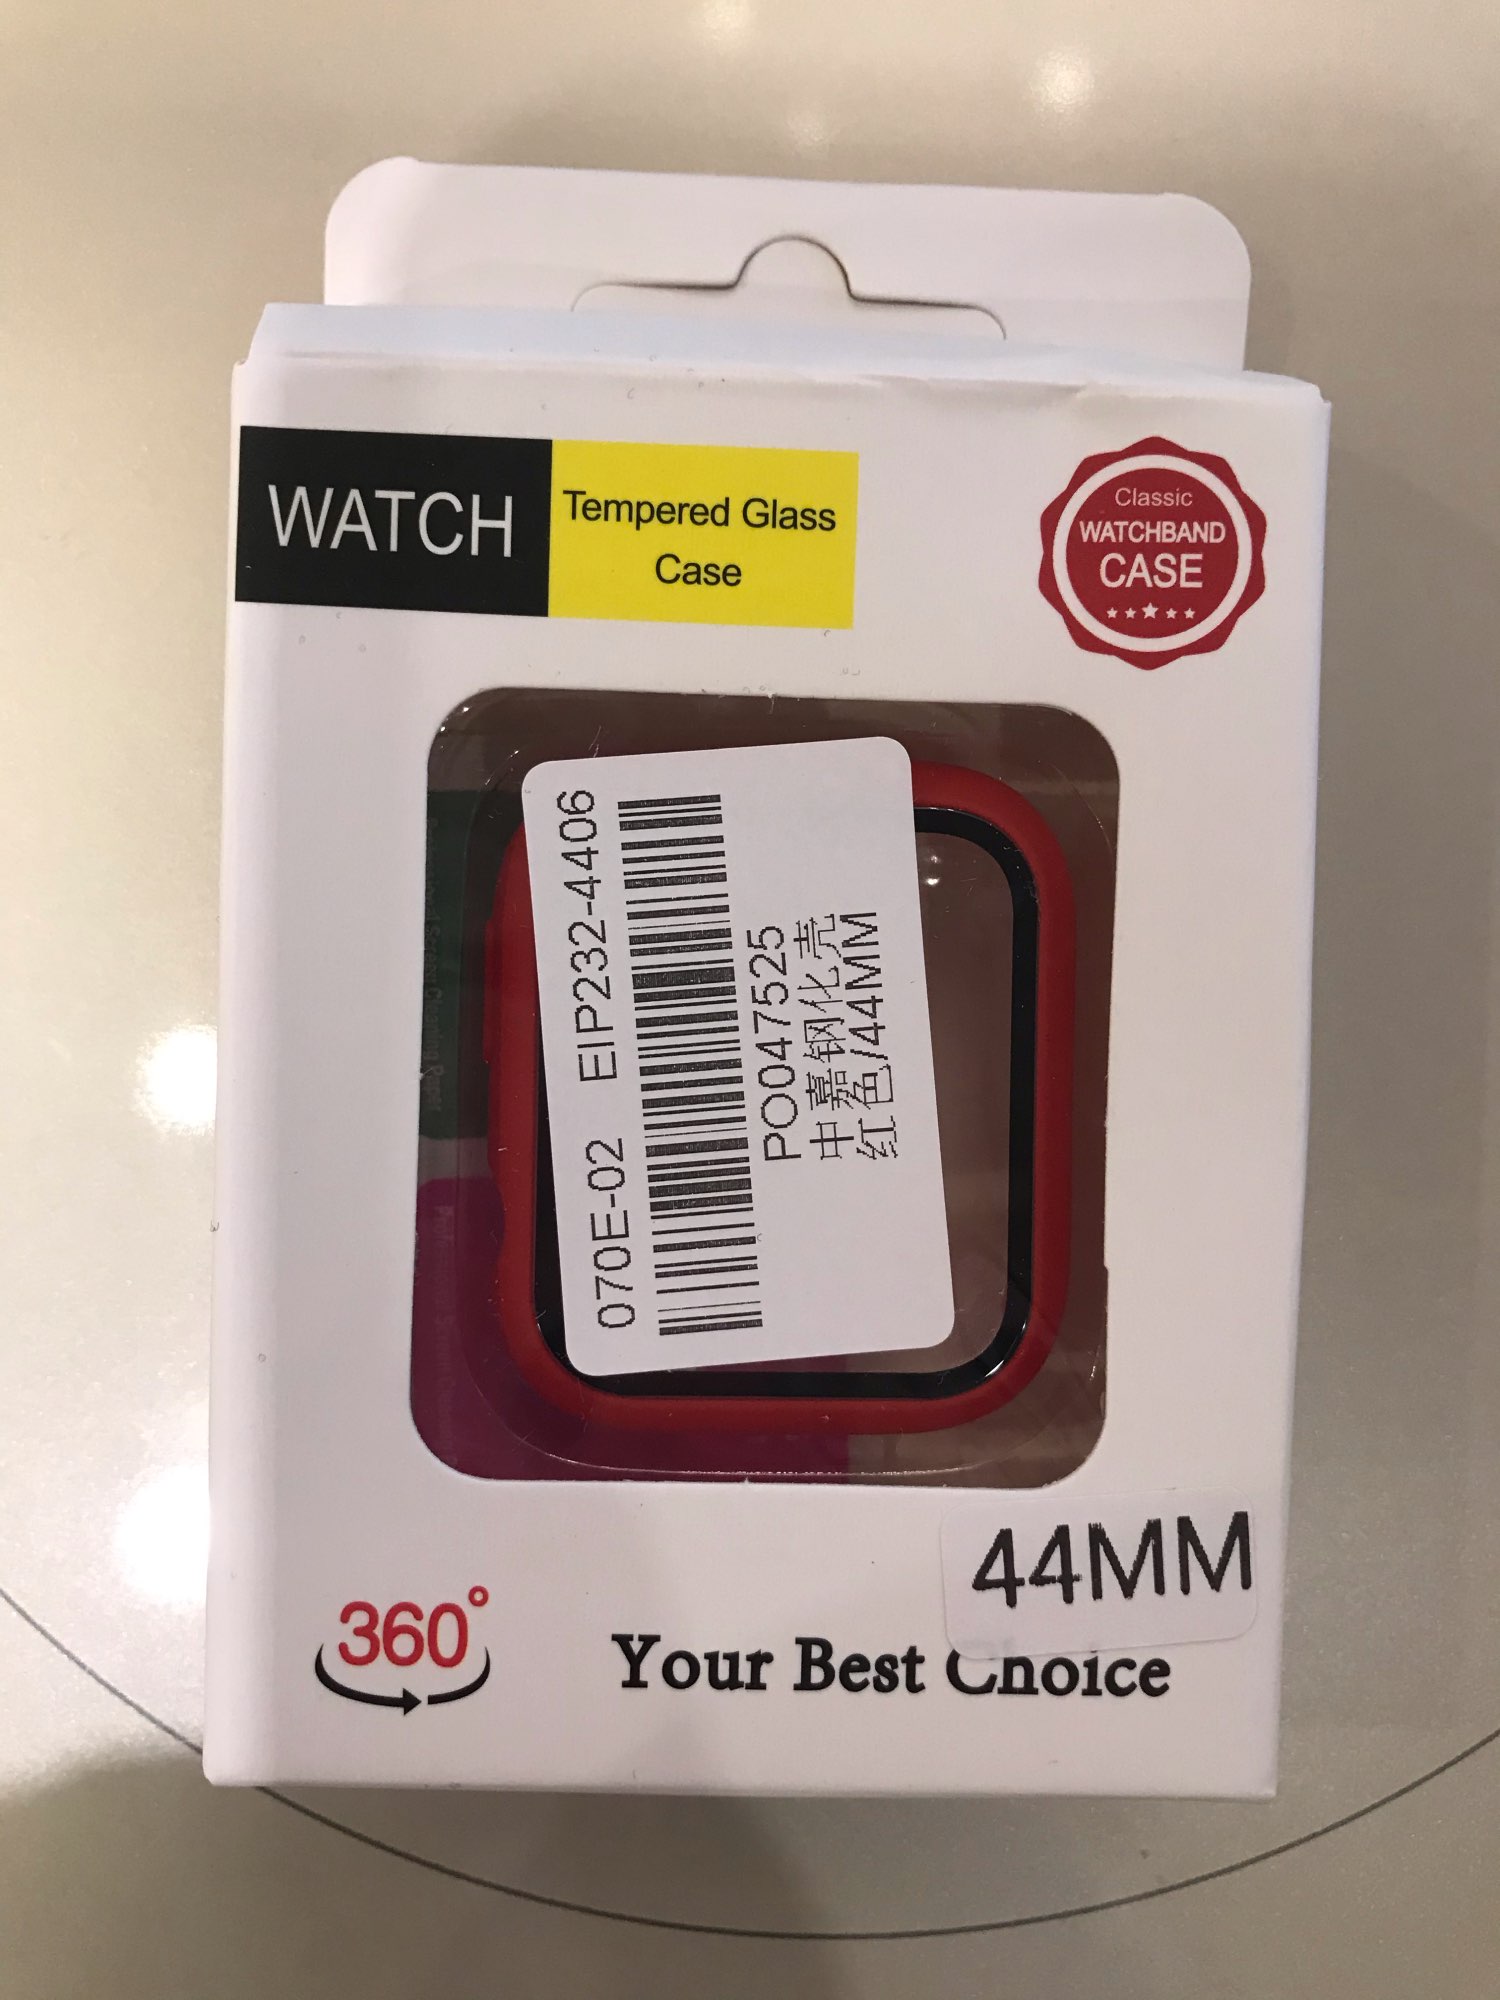 WATCH
Tempered Glass
Case
Classic
WATCHBAND
CASE
070E-02 EIP232-4406
PO047525
中嘉钢化壳
红色/44MM
44MM
360°
Your Best Choice